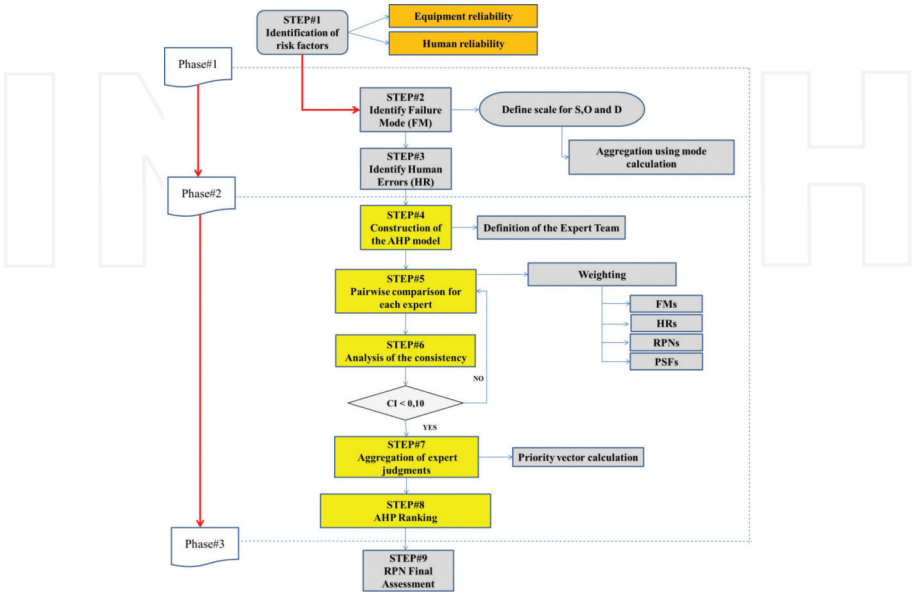 STEP#1
Identification of
risk factors
Equipment reliability
Human reliability
Phase#1
STEP#2
Identify Failure
Mode (FM)
Define scale for S,O and D
Aggregation using mode
calculation
STEP#3
Identify Human
Errors (HR)
Phase#2
STEP#4
Construction of
the AHP model
Definition of the Expert Team
STEP#5
Pairwise comparison for
each expert
Weighting
FMs
HRs
RPNs
PSFs
STEP#6
Analysis of the consistency
NO
CI < 0,10
YES
STEP#7
Aggregation of expert
judgments
Priority vector calculation
STEP#8
AHP Ranking
Phase#3
STEP#9
RPN Final
Assessment